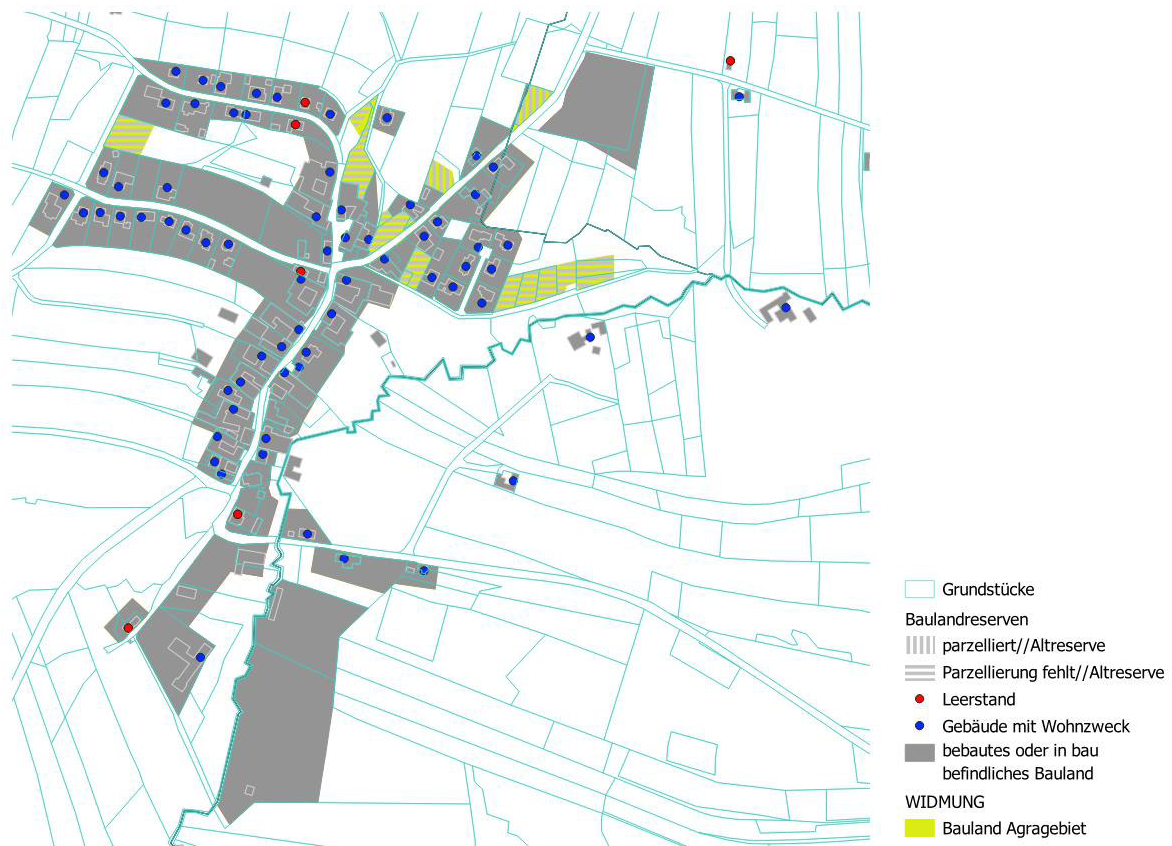 Grundstücke
Baulandreserven
parzelliert//Altreserve
Parzellierung fehlt//Altreserve
Leerstand
Gebäude mit Wohnzweck
bebautes oder in bau
befindliches Bauland
WIDMUNG
Bauland Agragebiet